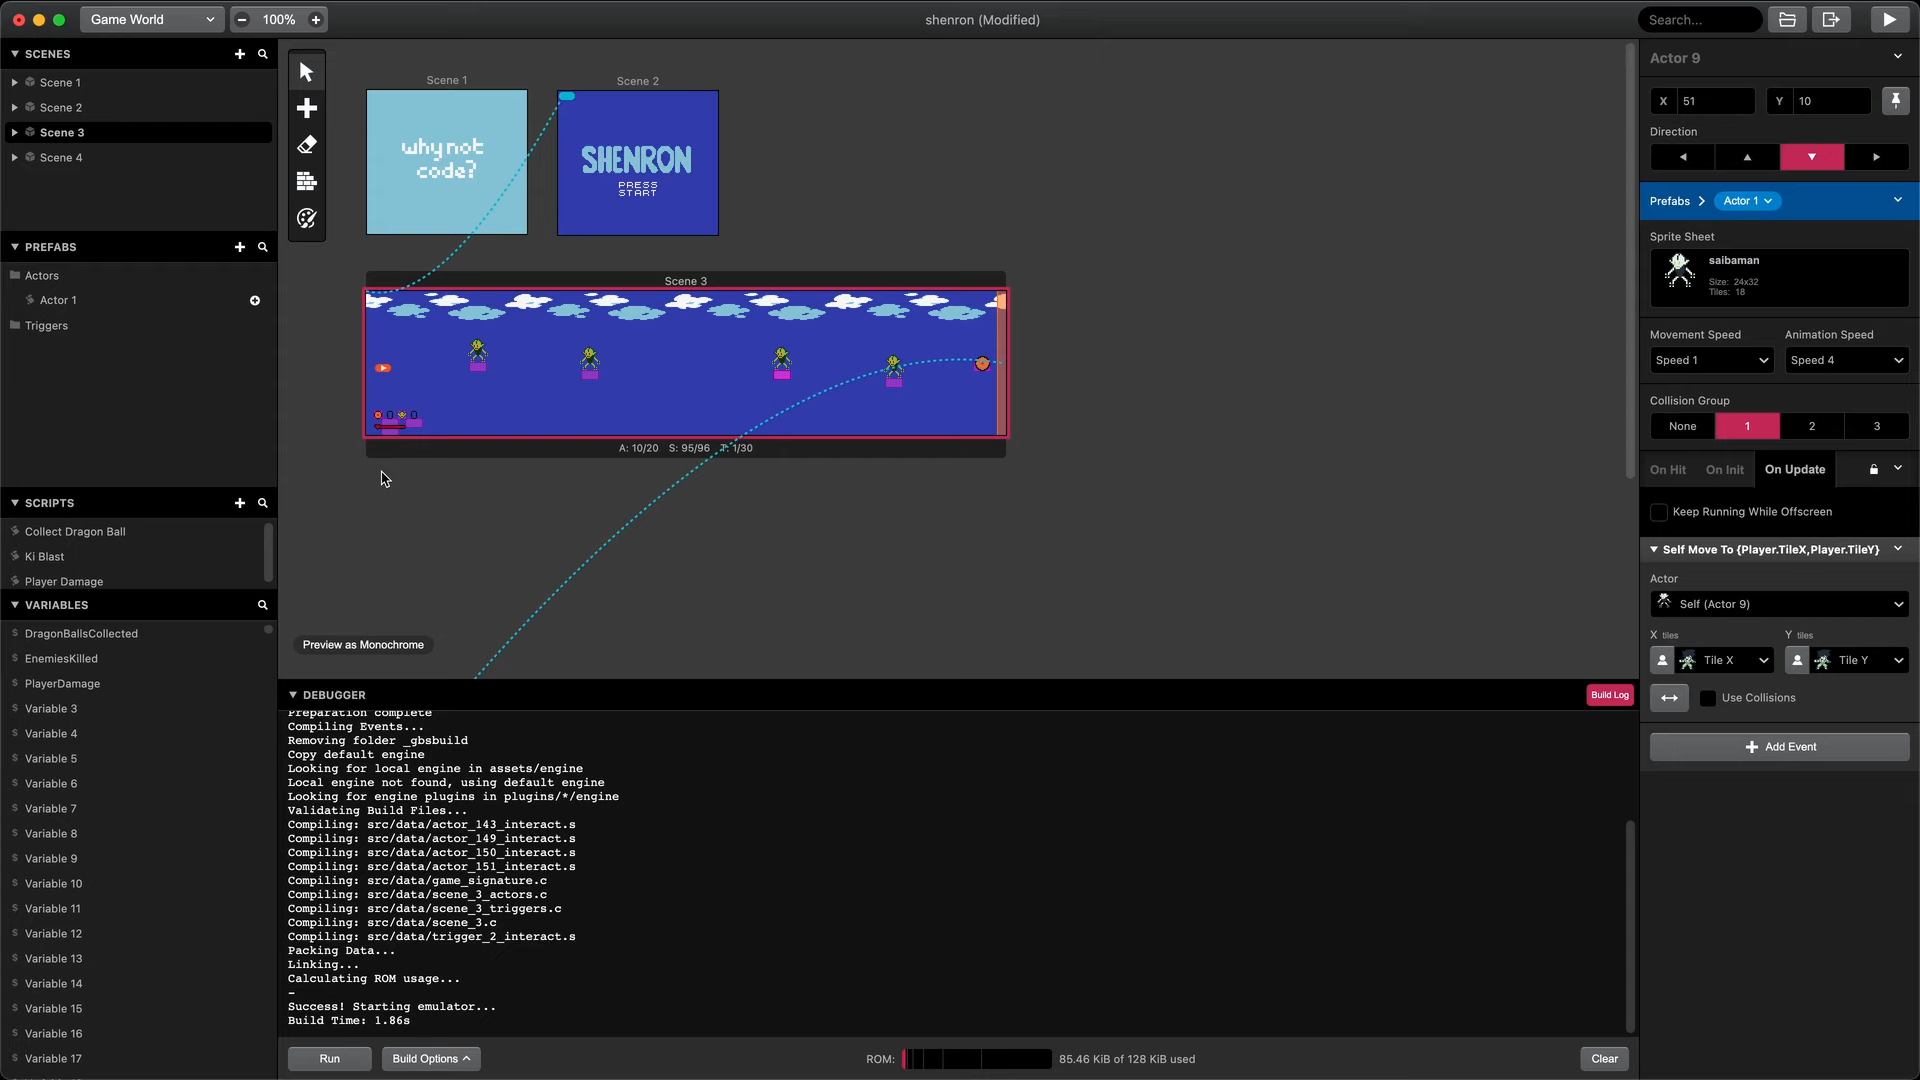 Game World
100%
shenron (Modified)
Search...
SCENES
Scene 1
Scene 2
Scene 3
Scene 4
PREFABS
Actors
Actor 1
Triggers
SCRIPTS
Collect Dragon Ball
Ki Blast
Player Damage
VARIABLES
$ DragonBallsCollected
$ EnemiesKilled
$ PlayerDamage
$ Variable 3
$ Variable 4
$ Variable 5
$ Variable 6
$ Variable 7
$ Variable 8
$ Variable 9
$ Variable 10
$ Variable 11
$ Variable 12
$ Variable 13
$ Variable 14
$ Variable 15
$ Variable 16
$ Variable 17
Scene 1
why not
code?
Scene 2
SHENRON
PRESS
START
Scene 3
A: 10/20 S: 95/96 T: 1/30
Preview as Monochrome
DEBUGGER
Build Log
Preparation complete
Compiling Events...
Removing folder _gbsbuild
Copy default engine
Looking for local engine in assets/engine
Local engine not found, using default engine
Looking for engine plugins in plugins/*/engine
Validating Build Files...
Compiling: src/data/actor_143_interact.s
Compiling: src/data/actor_149_interact.s
Compiling: src/data/actor_150_interact.s
Compiling: src/data/actor_151_interact.s
Compiling: src/data/game_signature.c
Compiling: src/data/scene_3_actors.c
Compiling: src/data/scene_3_triggers.c
Compiling: src/data/scene_3.c
Compiling: src/data/trigger_2_interact.s
Packing Data...
Linking...
Calculating ROM usage...
-
Success! Starting emulator...
Build Time: 1.86s
Run
Build Options
ROM:
85.46 KiB of 128 KiB used
Clear
Actor 9
X 51
Y 10
Direction
Prefabs
Actor 1
Sprite Sheet
saibaman
Size: 24x32
Tiles: 18
Movement Speed
Animation Speed
Speed 1
Speed 4
Collision Group
None
1
2
3
On Hit
On Init
On Update
Keep Running While Offscreen
Self Move To {Player.TileX,Player.TileY}
Actor
Self (Actor 9)
X tiles
Y tiles
Tile X
Tile Y
Use Collisions
Add Event